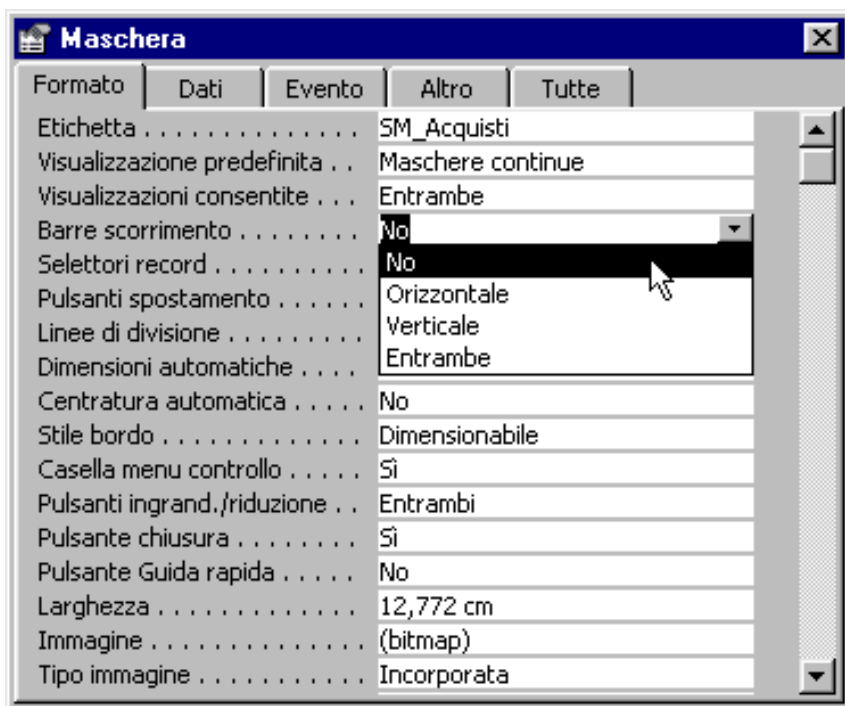 Maschera
Formato Dati Evento Altro Tutte
Etichetta . . . . . . . . . . . . . . SM_Acquisti
Visualizzazione predefinita . . Maschere continue
Visualizzazioni consentite . . . Entrambe
Barre scorrimento . . . . . . . . No
Selettori record . . . . . . . . . . No
Pulsanti spostamento . . . . . . Orizzontale
Linee di divisione . . . . . . . . . Verticale
Dimensioni automatiche . . . . Entrambe
Centratura automatica . . . . . No
Stile bordo . . . . . . . . . . . . . Dimensionabile
Casella menu controllo . . . . . Sì
Pulsanti ingrand./riduzione . . Entrambi
Pulsante chiusura . . . . . . . . Sì
Pulsante Guida rapida . . . . . No
Larghezza . . . . . . . . . . . . . 12,772 cm
Immagine . . . . . . . . . . . . . . (bitmap)
Tipo immagine . . . . . . . . . . . Incorporata